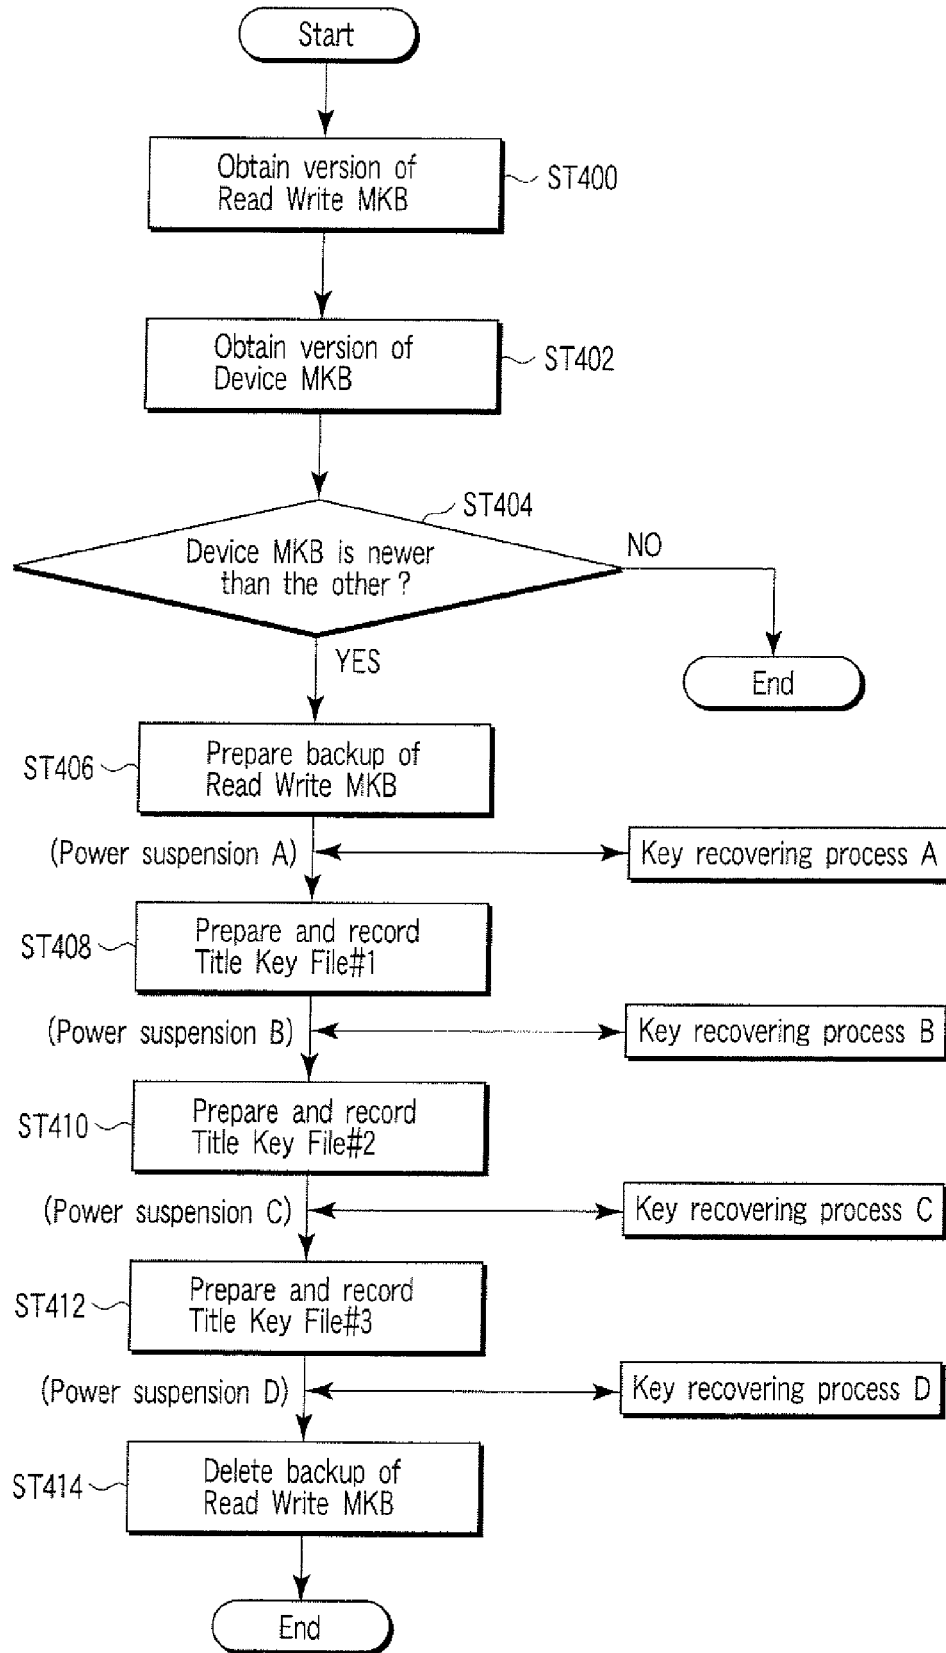 Start
Obtain version of
Read Write MKB
ST400
Obtain version of
Device MKB
ST402
ST404
Device MKB is newer
than the other?
NO
YES
End
ST406
Prepare backup of
Read Write MKB
(Power suspension A)
Key recovering process A
ST408
Prepare and record
Title Key File#1
(Power suspension B)
Key recovering process B
ST410
Prepare and record
Title Key File#2
(Power suspension C)
Key recovering process C
ST412
Prepare and record
Title Key File#3
(Power suspension D)
Key recovering process D
ST414
Delete backup of
Read Write MKB
End